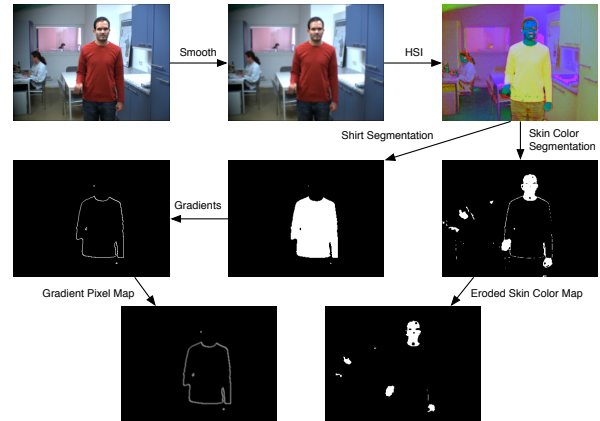 Smooth
HSI
Shirt Segmentation
Skin Color
Segmentation
Gradients
Gradient Pixel Map
Eroded Skin Color Map